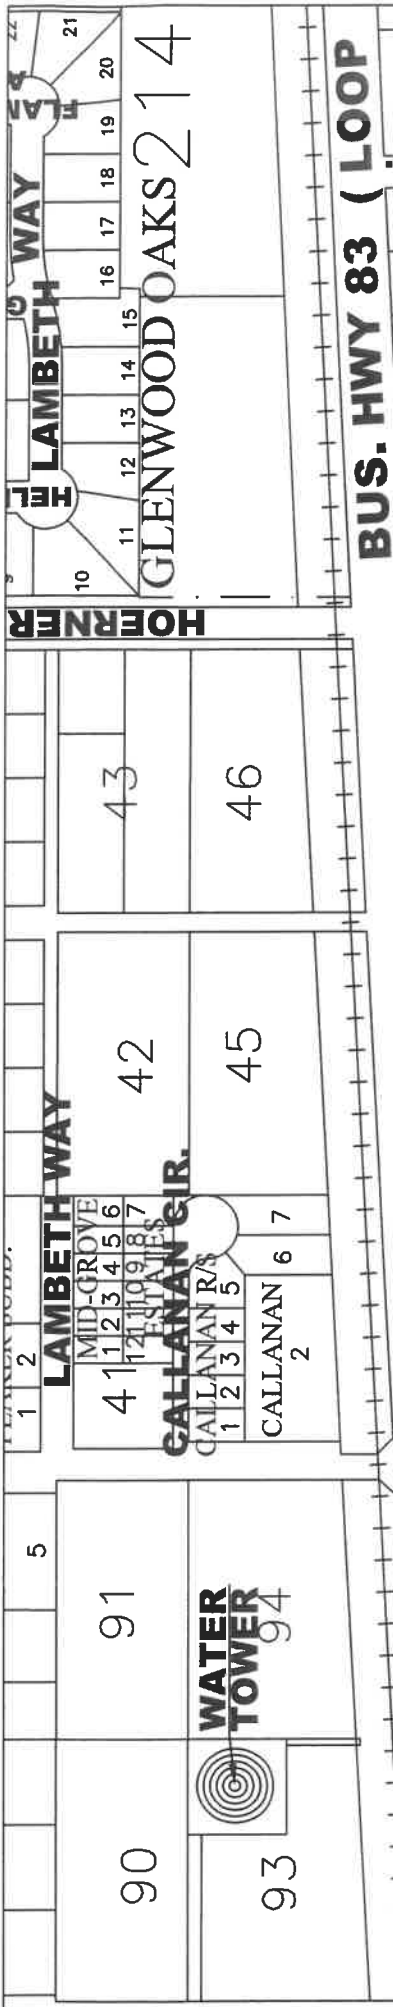 22
21
20
19
18
17
16
15
14
13
12
11
10
LAMBETH WAY
GLENWOOD OAKS
214
BUS. HWY 83 ( LOOP
HOERNER
43
46
42
45
LAMBETH WAY
1 2
MID-GROVE
1 2 3 4 5 6
12 11 10 9 8 7
ESTATES
41
CALLANAN CIR.
CALLANAN R/S
1 2 3 4 5
6 7
CALLANAN
2
5
91
94
WATER
TOWER
90
93